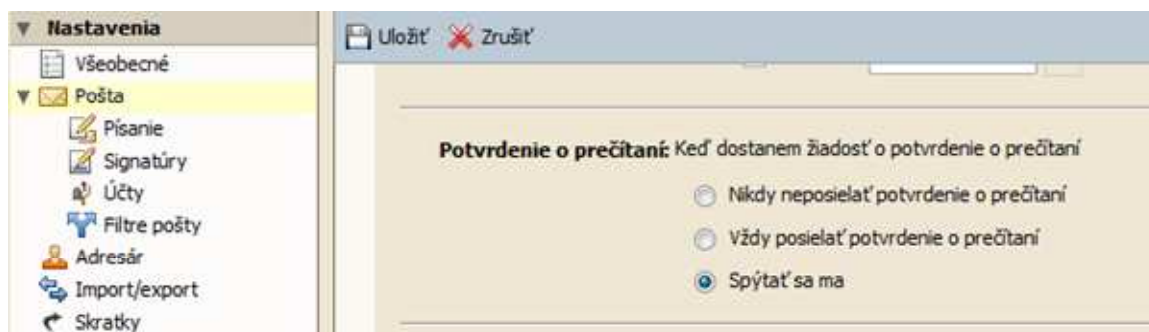 Nastavenia
Všeobecné
Pošta
Písanie
Signatúry
Účty
Filtre pošty
Adresár
Import/export
Skratky
Uložiť Zrušiť
Potvrdenie o prečítaní: Keď dostanem žiadosť o potvrdenie o prečítaní
Nikdy neposielať potvrdenie o prečítaní
Vždy posielať potvrdenie o prečítaní
Spýtať sa ma